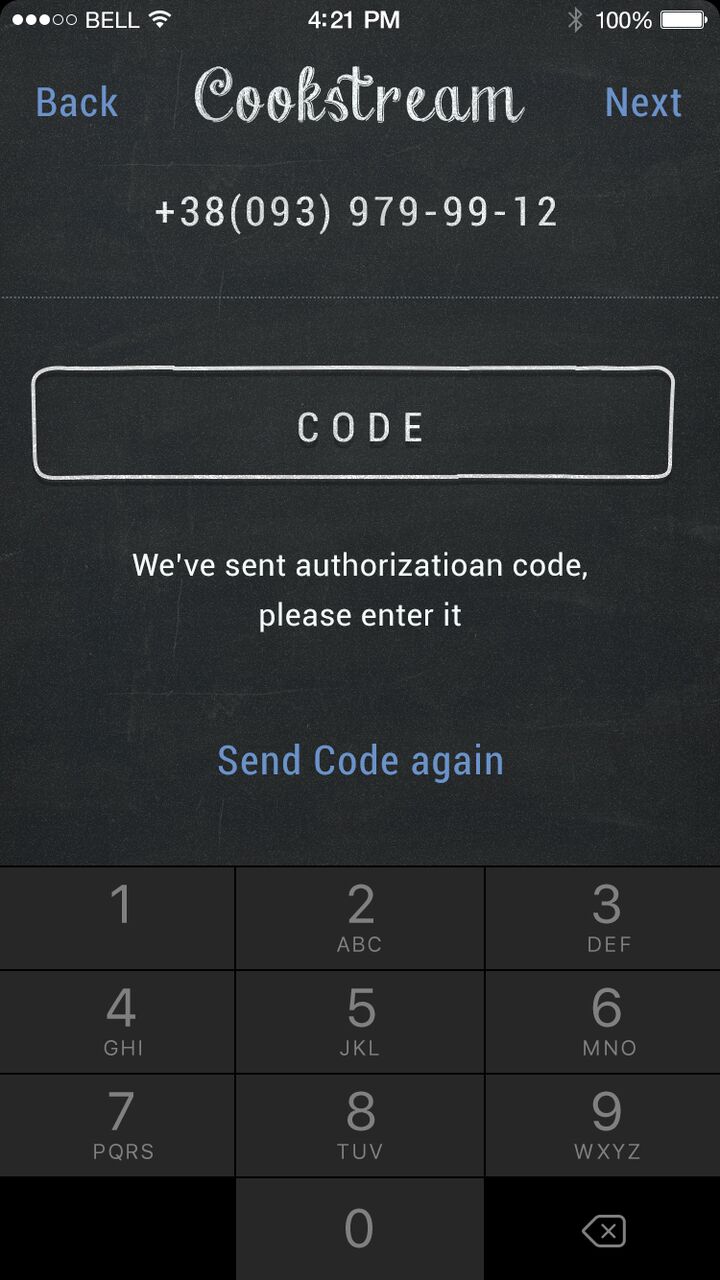 BELL 4:21 PM 100%
Back Cookstream Next
+38(093) 979-99-12
CODE
We've sent authorizatioan code,
please enter it
Send Code again
1 2 3
ABC DEF
4 5 6
GHI JKL MNO
7 8 9
PQRS TUV WXYZ
0